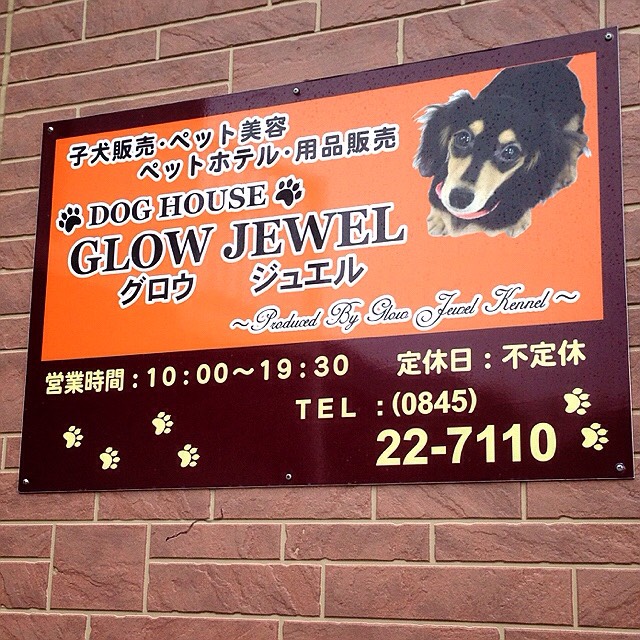 子犬販売・ペット美容
ペットホテル・用品販売
DOG HOUSE
GLOW JEWEL
グロウ ジュエル
~Produced By Glow Jewel Kennel~
営業時間:10:00~19:30 定休日:不定休
TEL :(0845)
22-7110